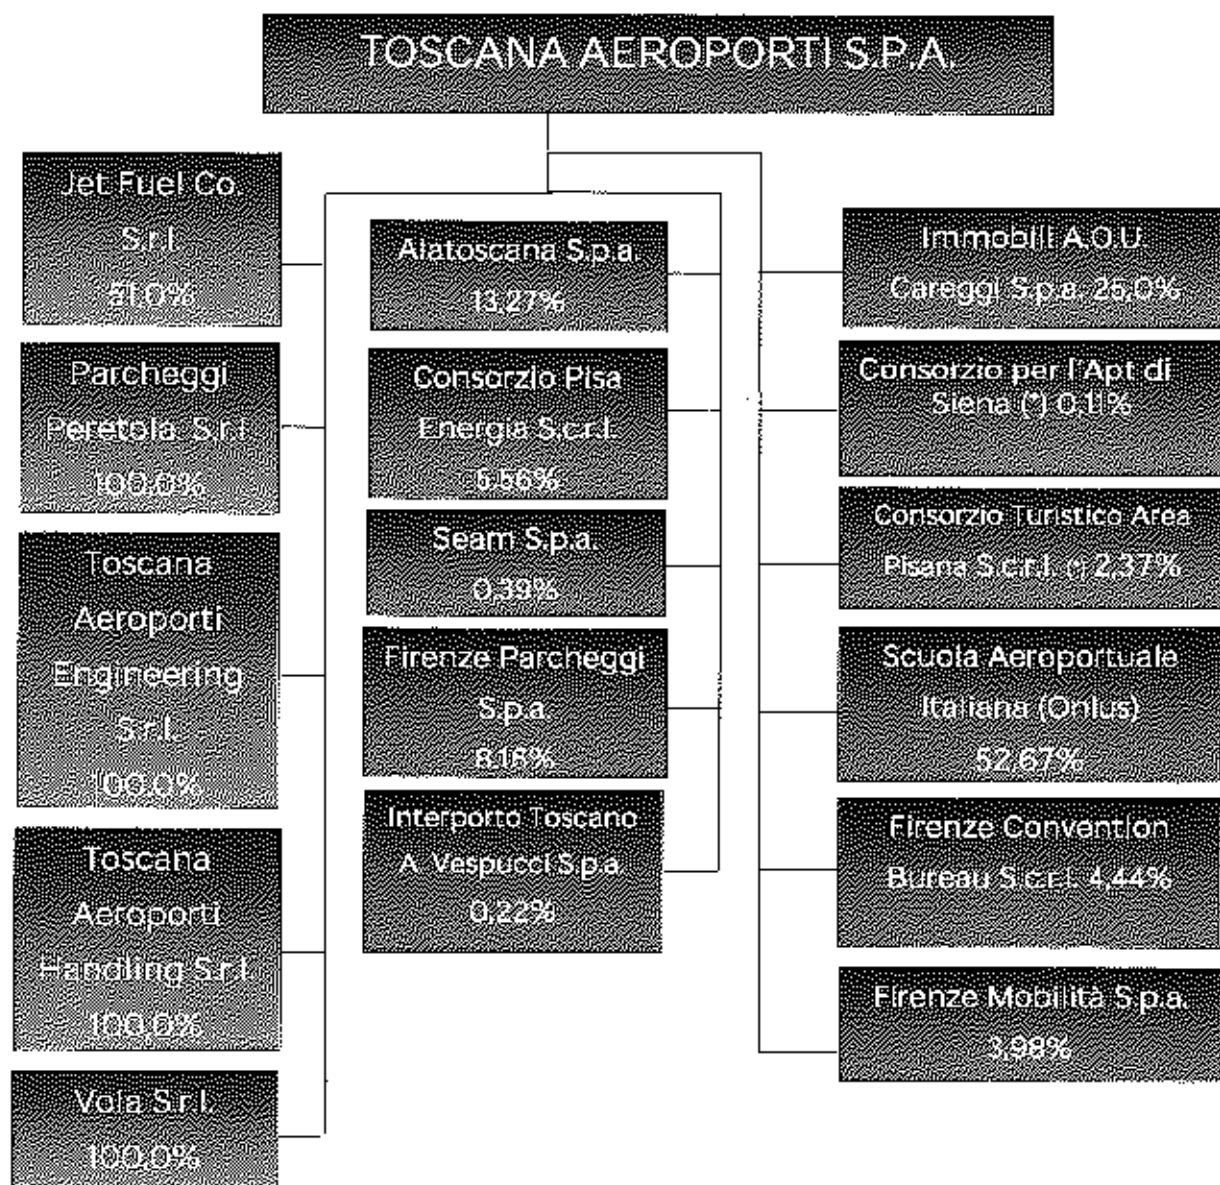 TOSCANA AEROPORTI S.P.A.
Jet Fuel Co.
S.r.l.
51.0%
Parcheggi
Peretola S.r.l
100,0%
Toscana
Aeroporti
Engineering
S.r.l.
100,0%
Toscana
Aeroporti
Handling S.r.l
100,0%
Vola S.r.l.
100,0%
Alatoscana S.p.a.
13,27%
Consorzio Pisa
Energia S.c.r.l.
5,56%
Seam S.p.a.
0,39%
Firenze Parcheggi
S.p.a.
8,16%
Interporto Toscano
A. Vespucci S.p.a
0,22%
Immobili A.O.U
Careggi S.p.a. 25,0%
Consorzio per l'Apt di
Siena (*) 0,11%
Consorzio Turistico Area
Pisana S.c.r.l. (*) 2,37%
Scuola Aeroportuale
Italiana (Onlus)
52,67%
Firenze Convention
Bureau S.c.r.l. 4,44%
Firenze Mobilità S.p.a.
3,98%